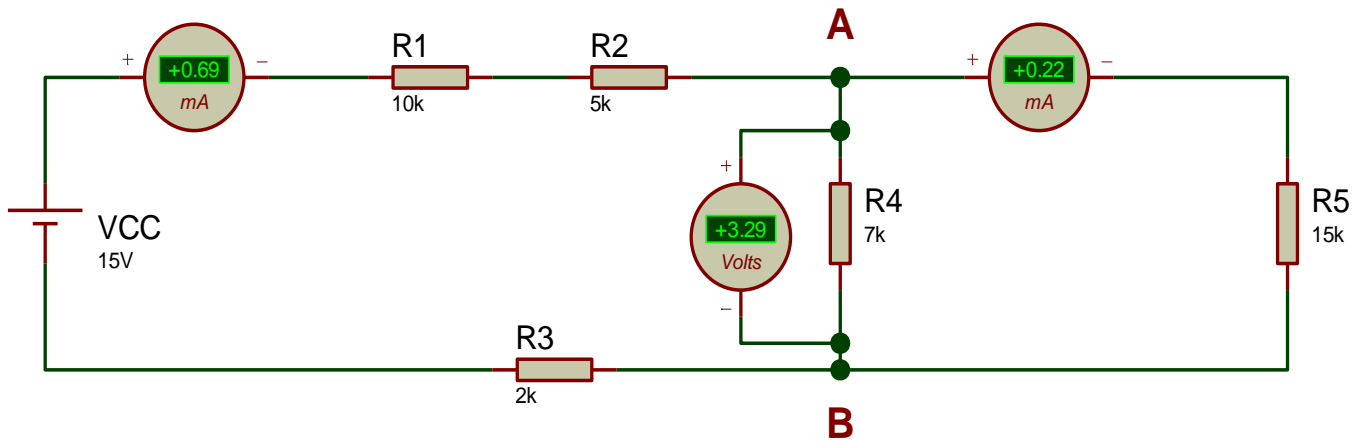 A
+
+0.69
mA
−
R1
10k
R2
5k
+
+0.22
mA
−
VCC
15V
+
+3.29
Volts
−
R4
7k
R5
15k
R3
2k
B